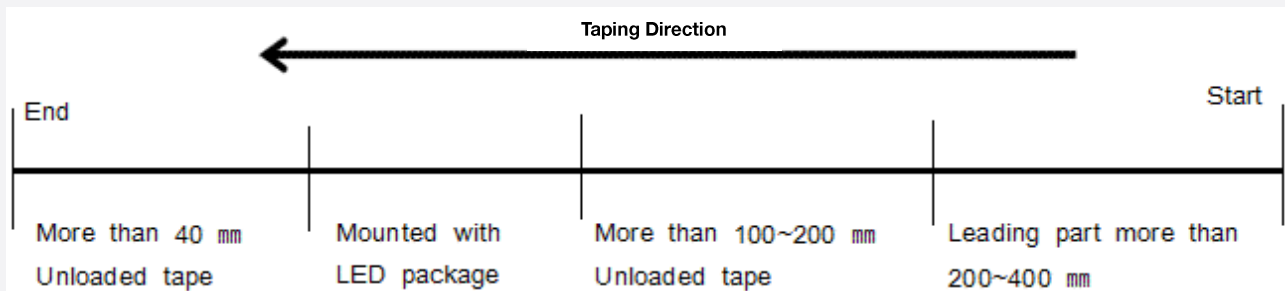 Taping Direction
End
Start
More than 40 ㎜
Unloaded tape
Mounted with
LED package
More than 100~200 ㎜
Unloaded tape
Leading part more than
200~400 ㎜